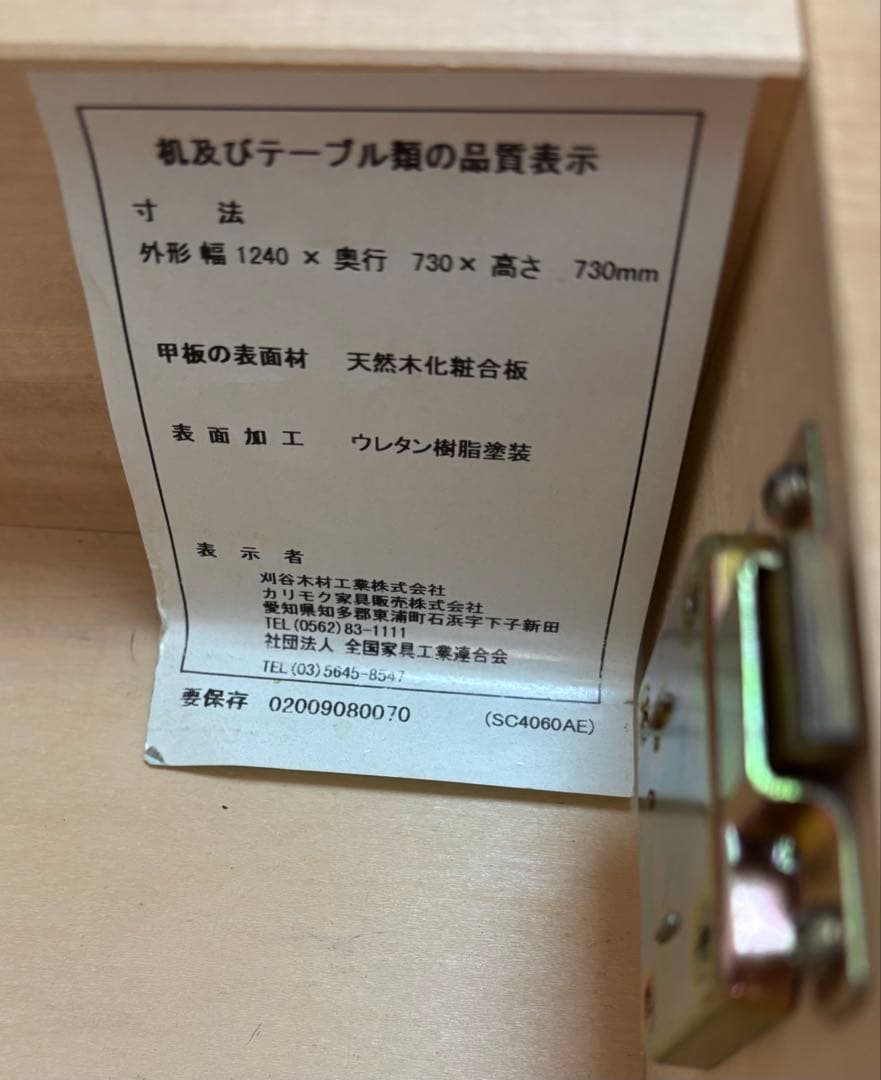 机及びテーブル類の品質表示
寸 法
外形 幅 1240 × 奥行 730 × 高さ 730mm
甲板の表面材 天然木化粧合板
表 面 加 工 ウレタン樹脂塗装
表 示 者
刈谷木材工業株式会社
カリモク家具販売株式会社
愛知県知多郡東浦町石浜字下子新田
TEL(0562)83-1111
社団法人 全国家具工業連合会
TEL(03)5645-8547
要保存 02009080070 (SC4060AE)